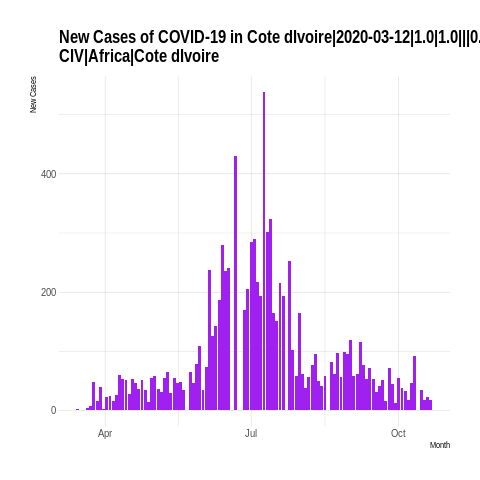 New Cases of COVID-19 in Cote dIvoire|2020-03-12|1.0|1.0|||0.
CIV|Africa|Cote dIvoire
New Cases
400
200
0
Apr
Jul
Oct
Month